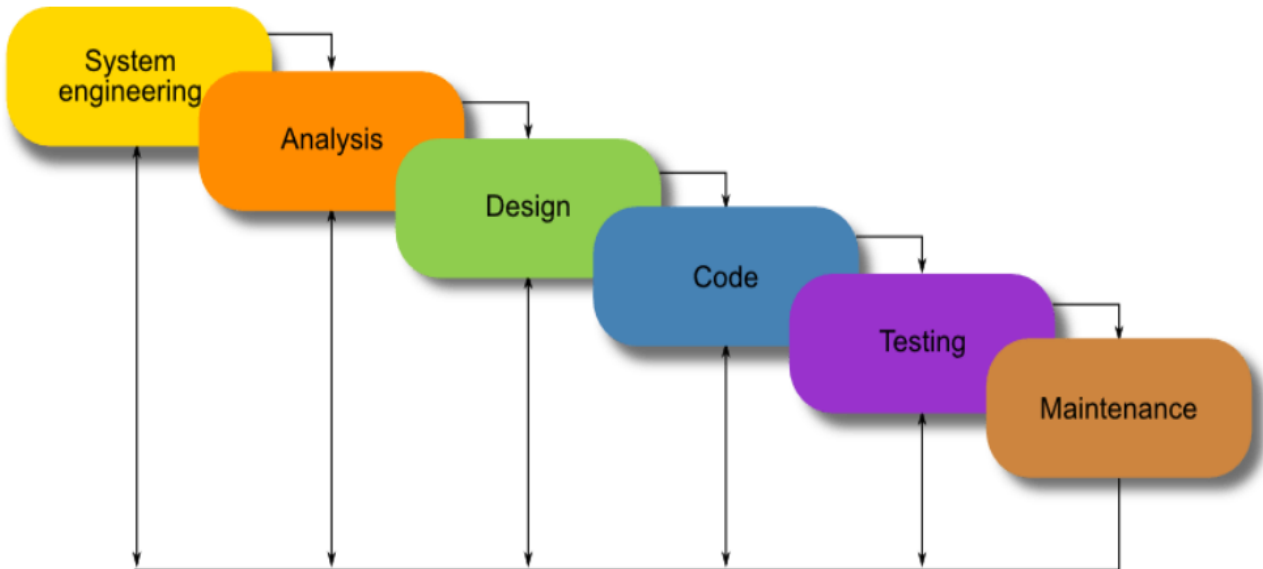 System
engineering
Analysis
Design
Code
Testing
Maintenance